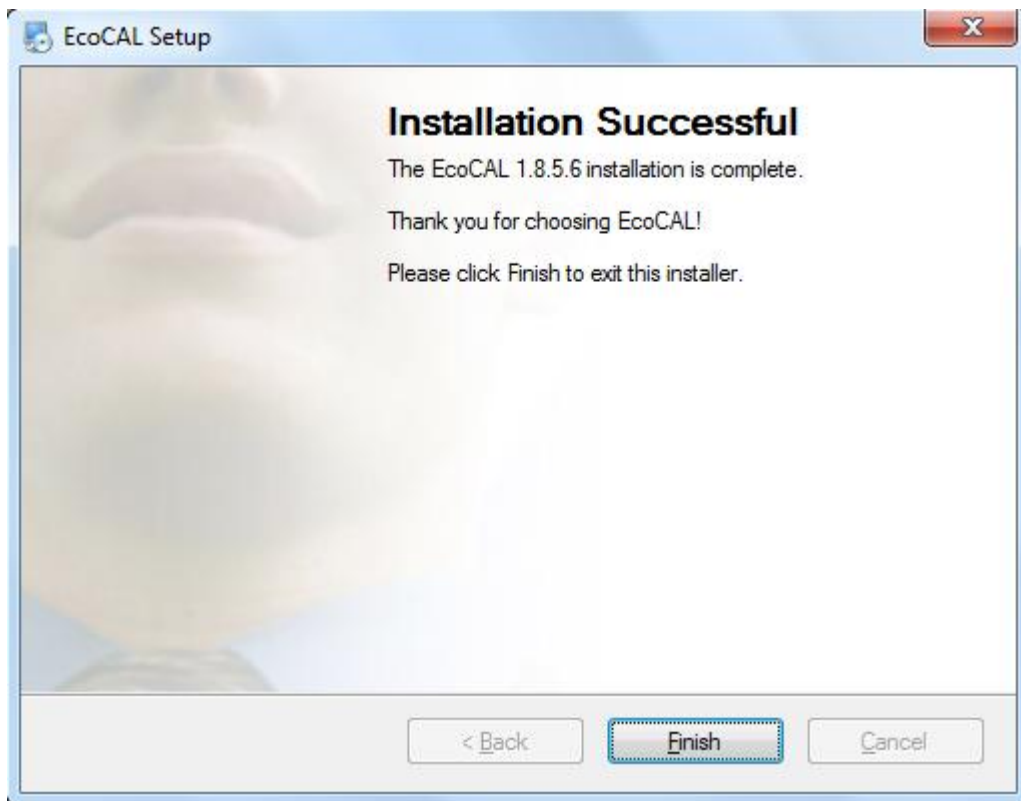 EcoCAL Setup
Installation Successful
The EcoCAL 1.8.5.6 installation is complete.
Thank you for choosing EcoCAL!
Please click Finish to exit this installer.
< Back
Finish
Cancel